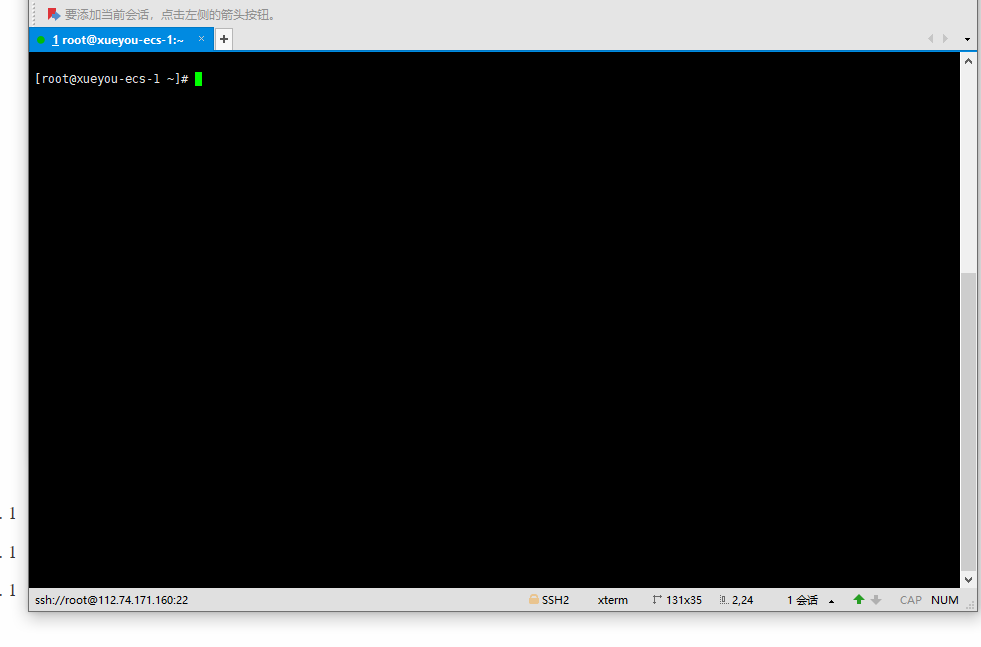 要添加当前会话，点击左侧的箭头按钮。
1 root@xueyou-ecs-1:~ × +
[root@xueyou-ecs-1 ~]#
. 1
. 1
. 1
ssh://root@112.74.171.160:22 SSH2 xterm 131x35 2,24 1 会话 CAP NUM